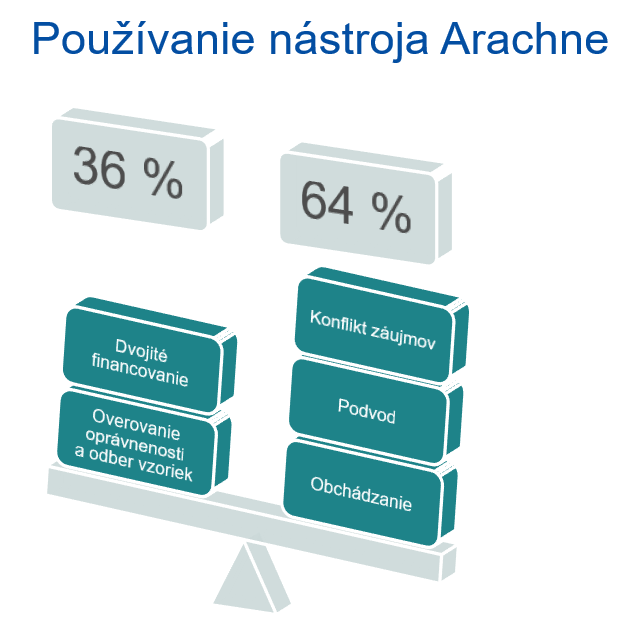 Používanie nástroja Arachne
36 %
64 %
Dvojité
financovanie
Overovanie
oprávnenosti
a odber vzoriek
Konflikt záujmov
Podvod
Obchádzanie